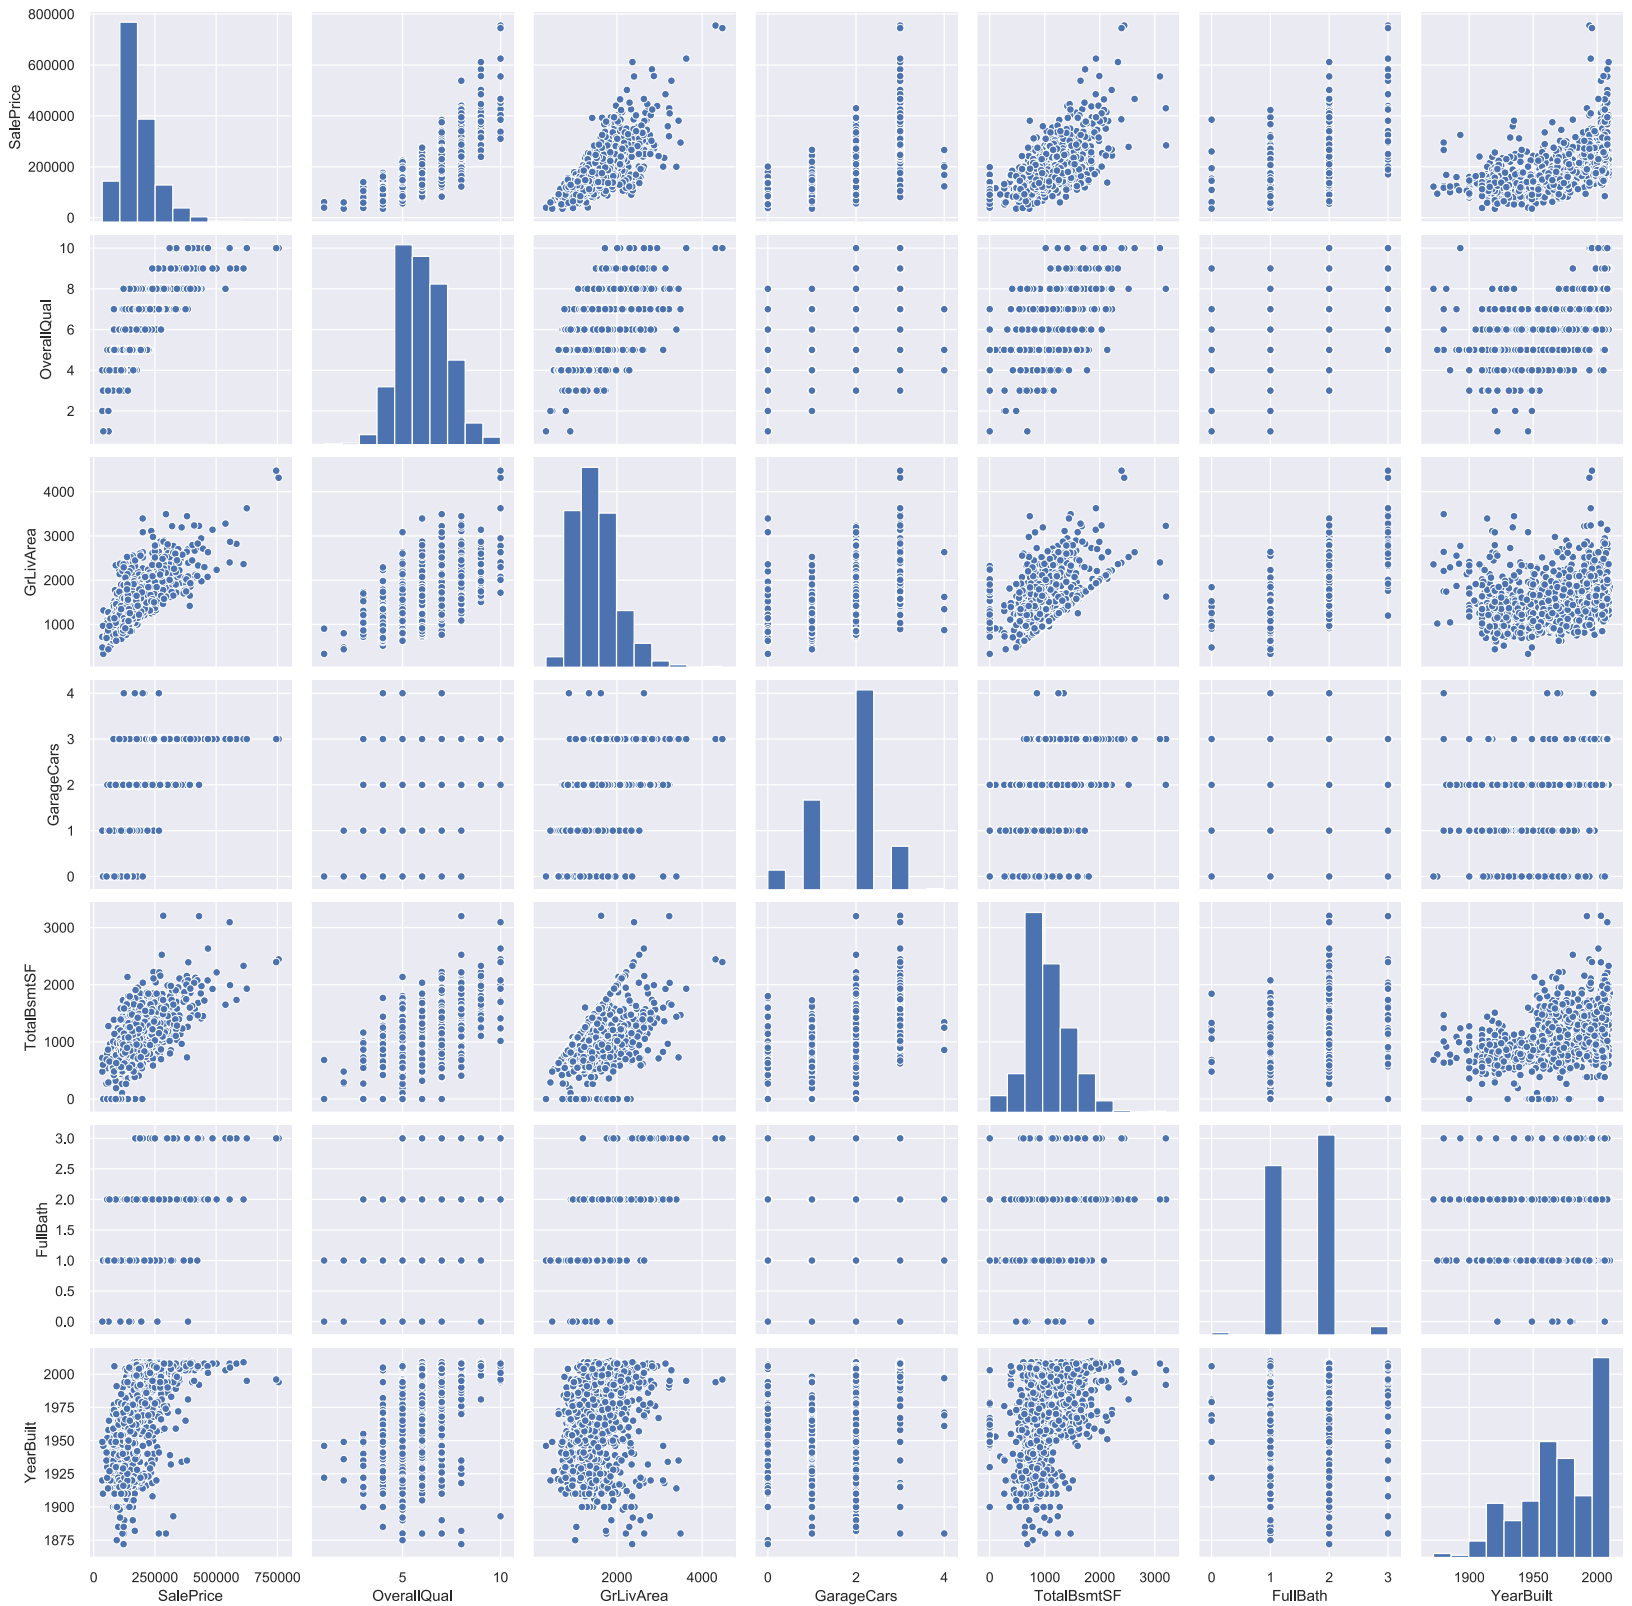 800000
600000
400000
200000
0
SalePrice
10
8
6
4
2
OverallQual
4000
3000
2000
1000
GrLivArea
4
3
2
1
0
GarageCars
3000
2000
1000
0
TotalBsmtSF
3.0
2.5
2.0
1.5
1.0
0.5
0.0
FullBath
2000
1975
1950
1925
1900
1875
YearBuilt
0 250000 500000 750000
SalePrice
5 10
OverallQual
2000 4000
GrLivArea
0 2 4
GarageCars
0 1000 2000 3000
TotalBsmtSF
0 1 2 3
FullBath
1900 1950 2000
YearBuilt